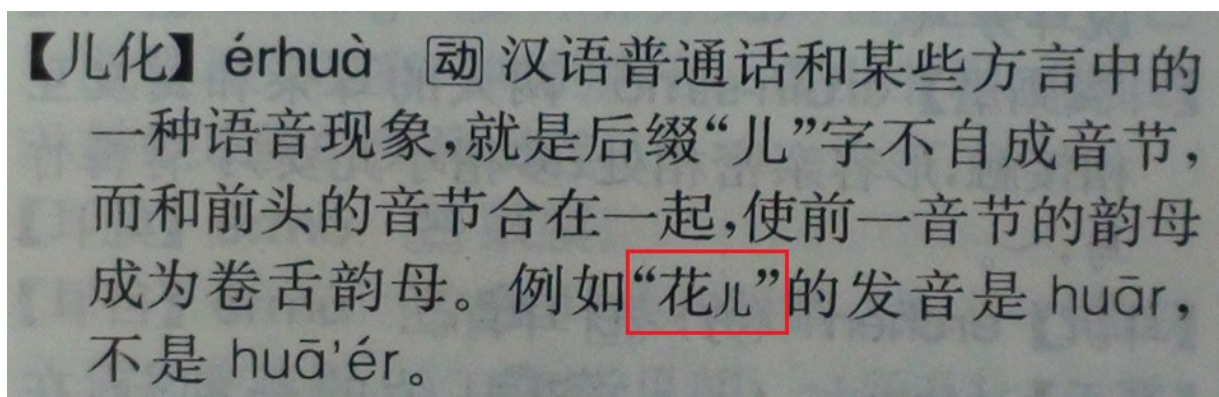 【儿化】 érhuà 动 汉语普通话和某些方言中的
一种语音现象,就是后缀“儿”字不自成音节,
而和前头的音节合在一起,使前一音节的韵母
成为卷舌韵母。例如“花儿”的发音是 huār,
不是 huā’ér。